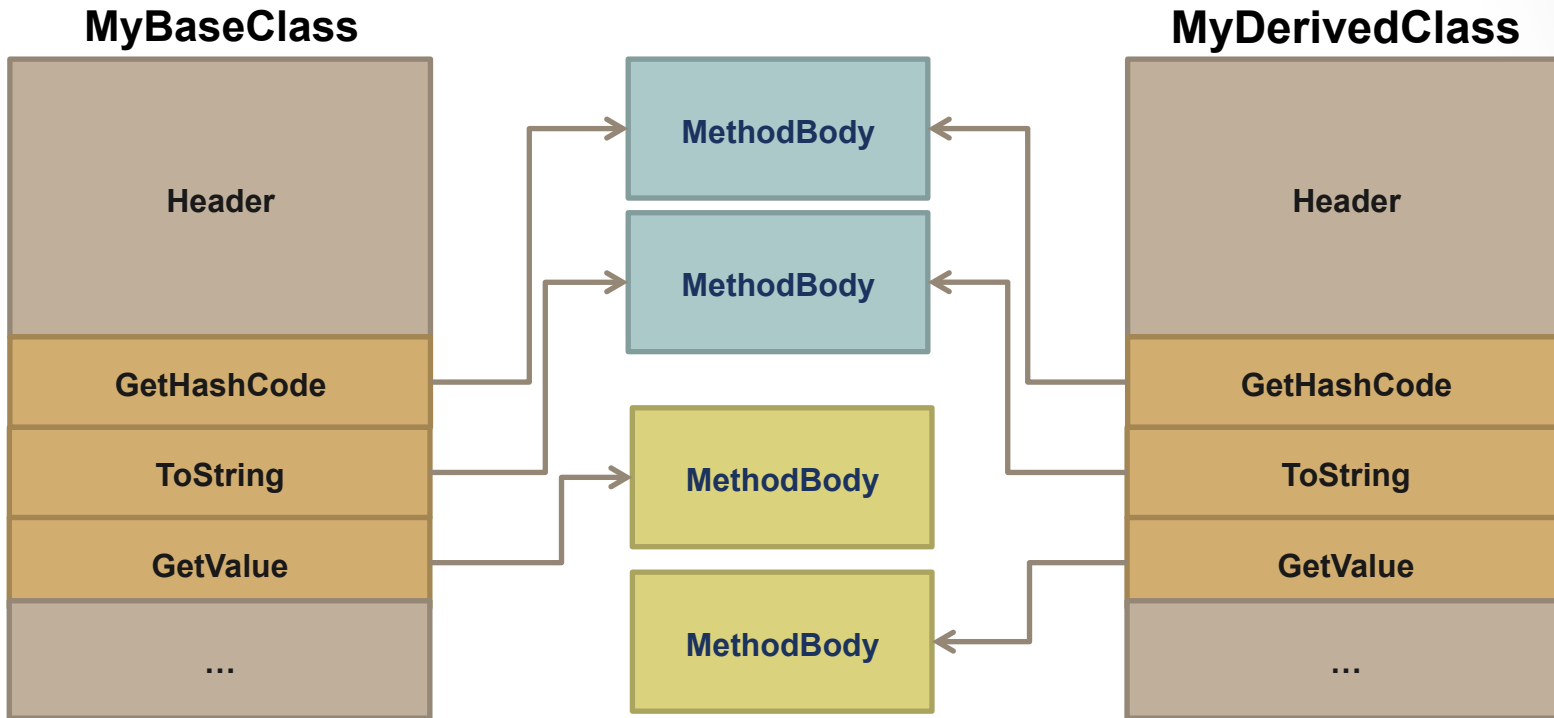 MyBaseClass
Header
GetHashCode
ToString
GetValue
...
MethodBody
MethodBody
MethodBody
MethodBody
MyDerivedClass
Header
GetHashCode
ToString
GetValue
...